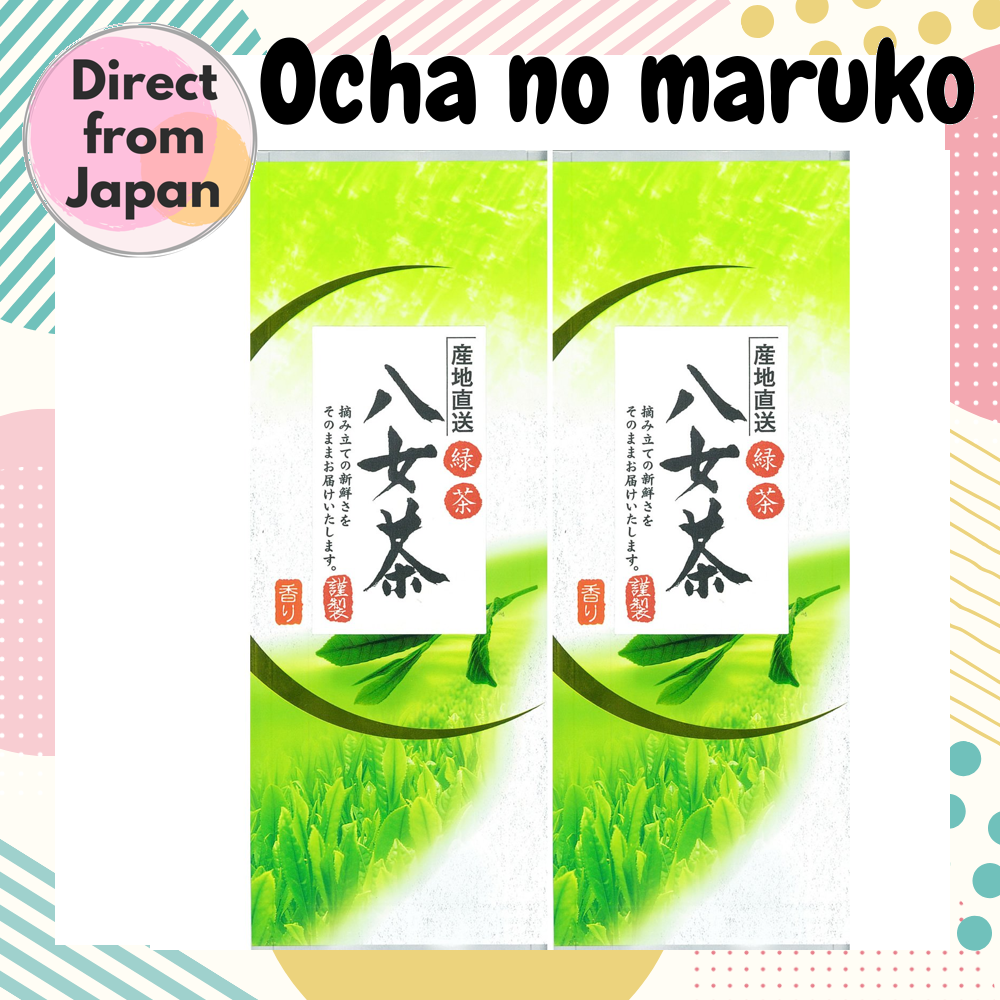 Direct
from
Japan
Ocha no maruko
産地直送
緑茶
八女茶
摘み立ての新鮮さを
そのままお届けいたします。
謹製
香り
産地直送
緑茶
八女茶
摘み立ての新鮮さを
そのままお届けいたします。
謹製
香り